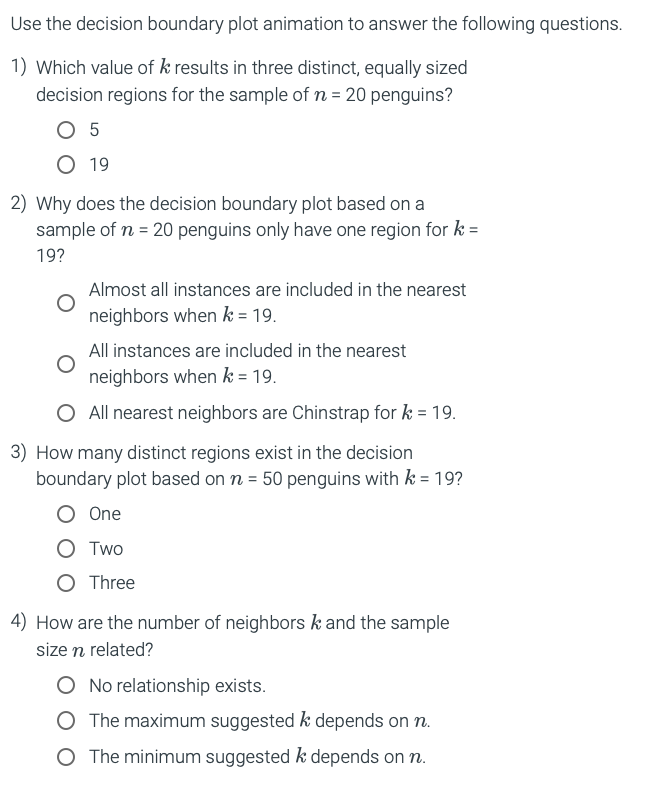 Use the decision boundary plot animation to answer the following questions.
1) Which value of k results in three distinct, equally sized
decision regions for the sample of n = 20 penguins?
5
19
2) Why does the decision boundary plot based on a
sample of n = 20 penguins only have one region for k =
19?
Almost all instances are included in the nearest
neighbors when k = 19.
All instances are included in the nearest
neighbors when k = 19.
All nearest neighbors are Chinstrap for k = 19.
3) How many distinct regions exist in the decision
boundary plot based on n = 50 penguins with k = 19?
One
Two
Three
4) How are the number of neighbors k and the sample
size n related?
No relationship exists.
The maximum suggested k depends on n.
The minimum suggested k depends on n.